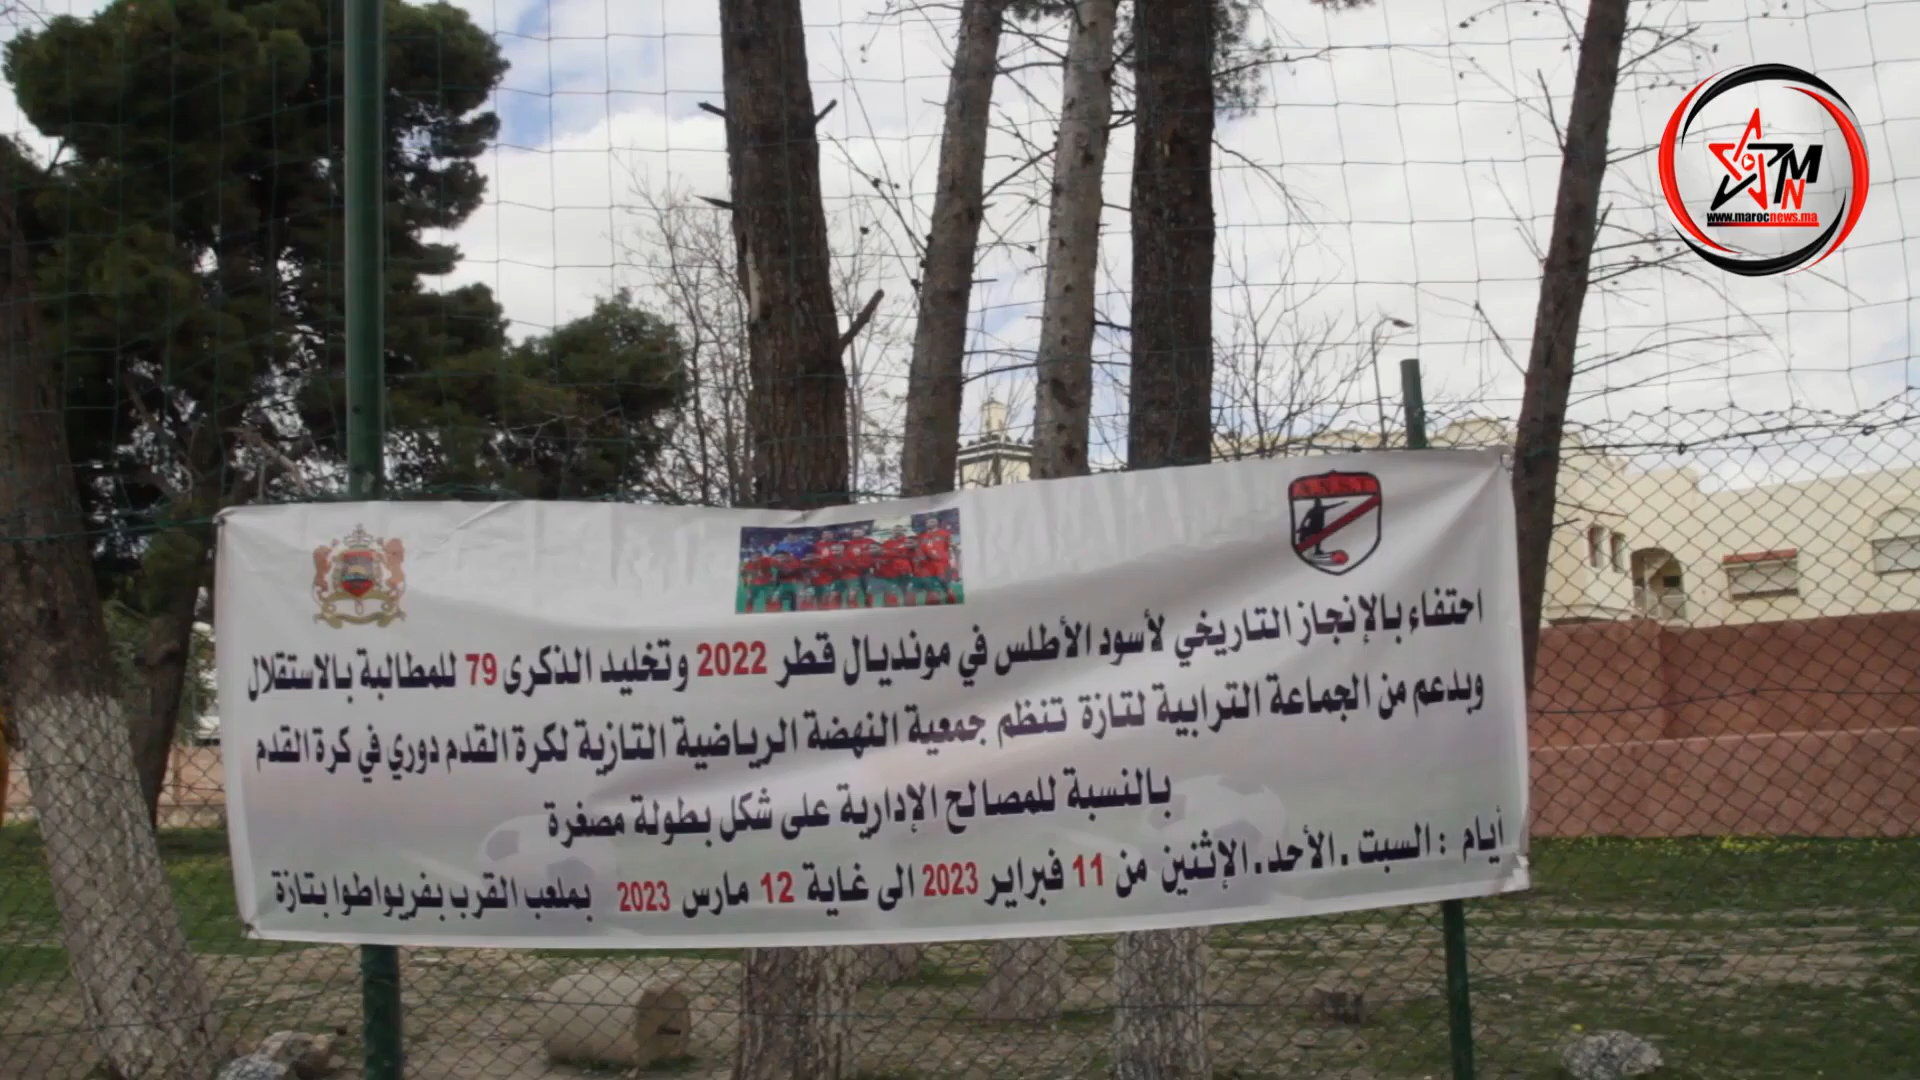 احتفاء بالإنجاز التاريخي لأسود الأطلس في مونديال قطر 2022 وتخليد الذكرى 79 للمطالبة بالاستقلال
وبدعم من الجماعة الترابية لتازة تنظم جمعية النهضة الرياضية التازية لكرة القدم دوري في كرة القدم
بالنسبة للمصالح الإدارية على شكل بطولة مصغرة
أيام : السبت . الأحد . الإثنين من 11 فبراير 2023 الى غاية 12 مارس 2023 بملعب القرب بفريواطوا بتازة
MN
www.marocnews.ma